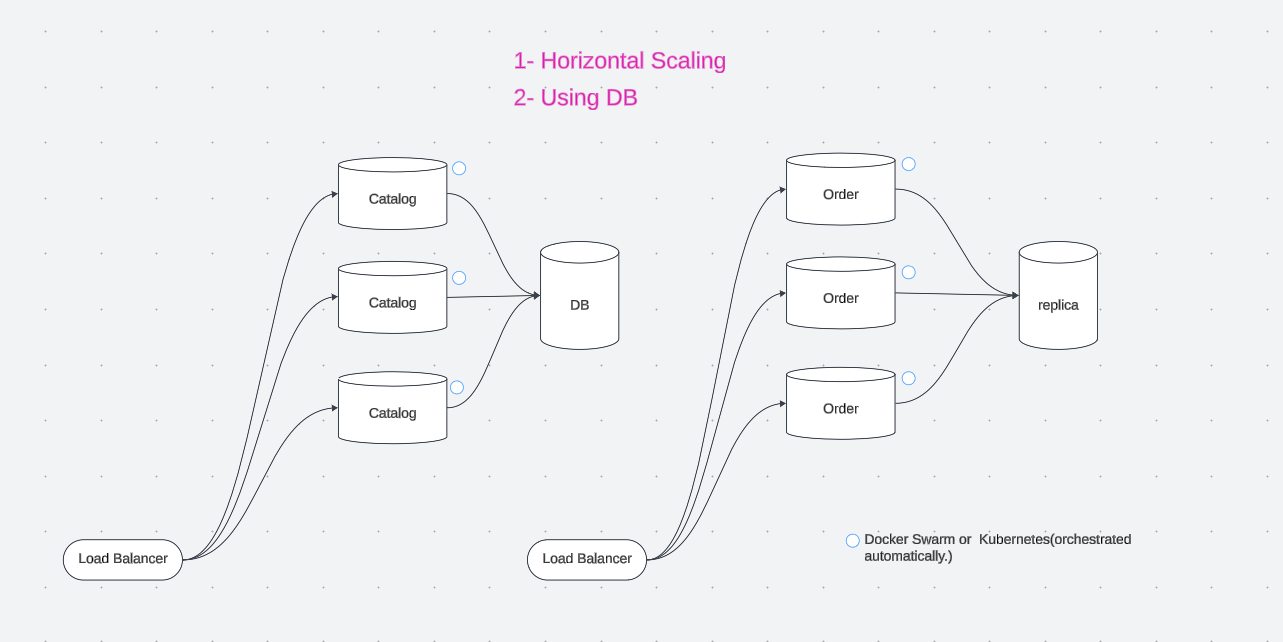 1- Horizontal Scaling
2- Using DB
Catalog
Catalog
Catalog
DB
Order
Order
Order
replica
Load Balancer
Load Balancer
Docker Swarm or  Kubernetes(orchestrated
automatically.)